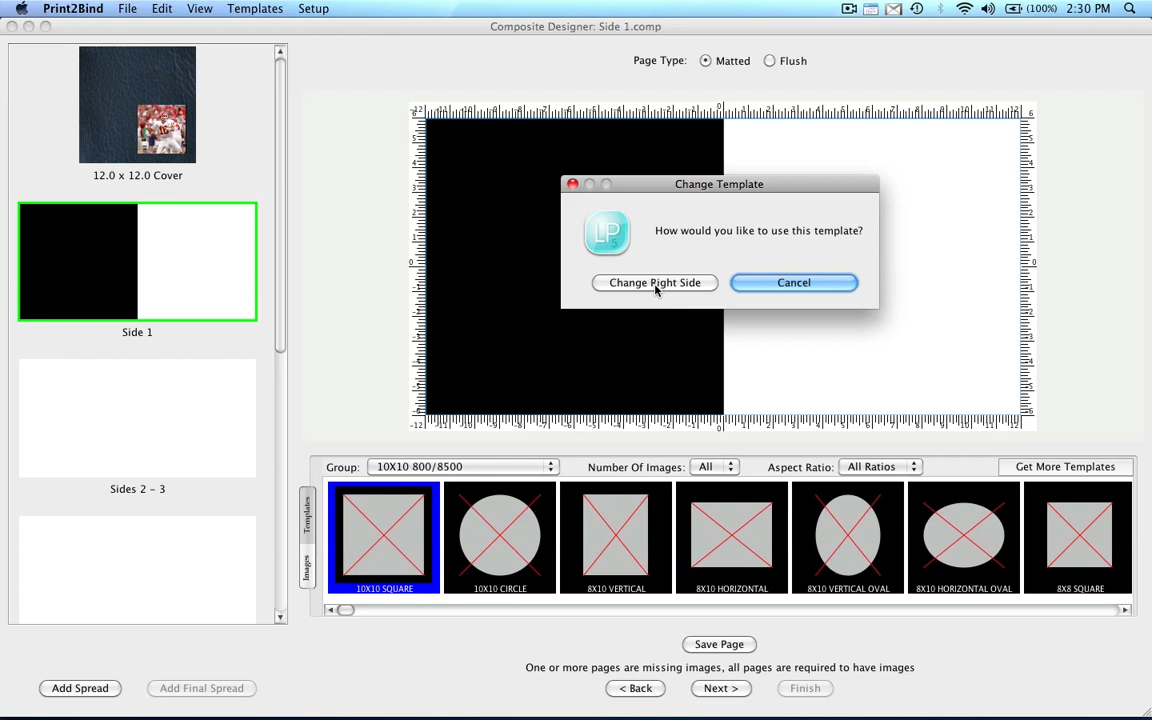 Print2Bind File Edit View Templates Setup (100%) 2:30 PM
Composite Designer: Side 1.comp
Page Type: Matted Flush
12.0 x 12.0 Cover
Side 1
Sides 2 - 3
Change Template
LP 5
How would you like to use this template?
Change Right Side Cancel
Group: 10X10 800/8500 Number Of Images: All Aspect Ratio: All Ratios Get More Templates
Templates
Images
10X10 SQUARE 10X10 CIRCLE 8X10 VERTICAL 8X10 HORIZONTAL 8X10 VERTICAL OVAL 8X10 HORIZONTAL OVAL 8X8 SQUARE
Save Page
One or more pages are missing images, all pages are required to have images
Add Spread Add Final Spread < Back Next > Finish